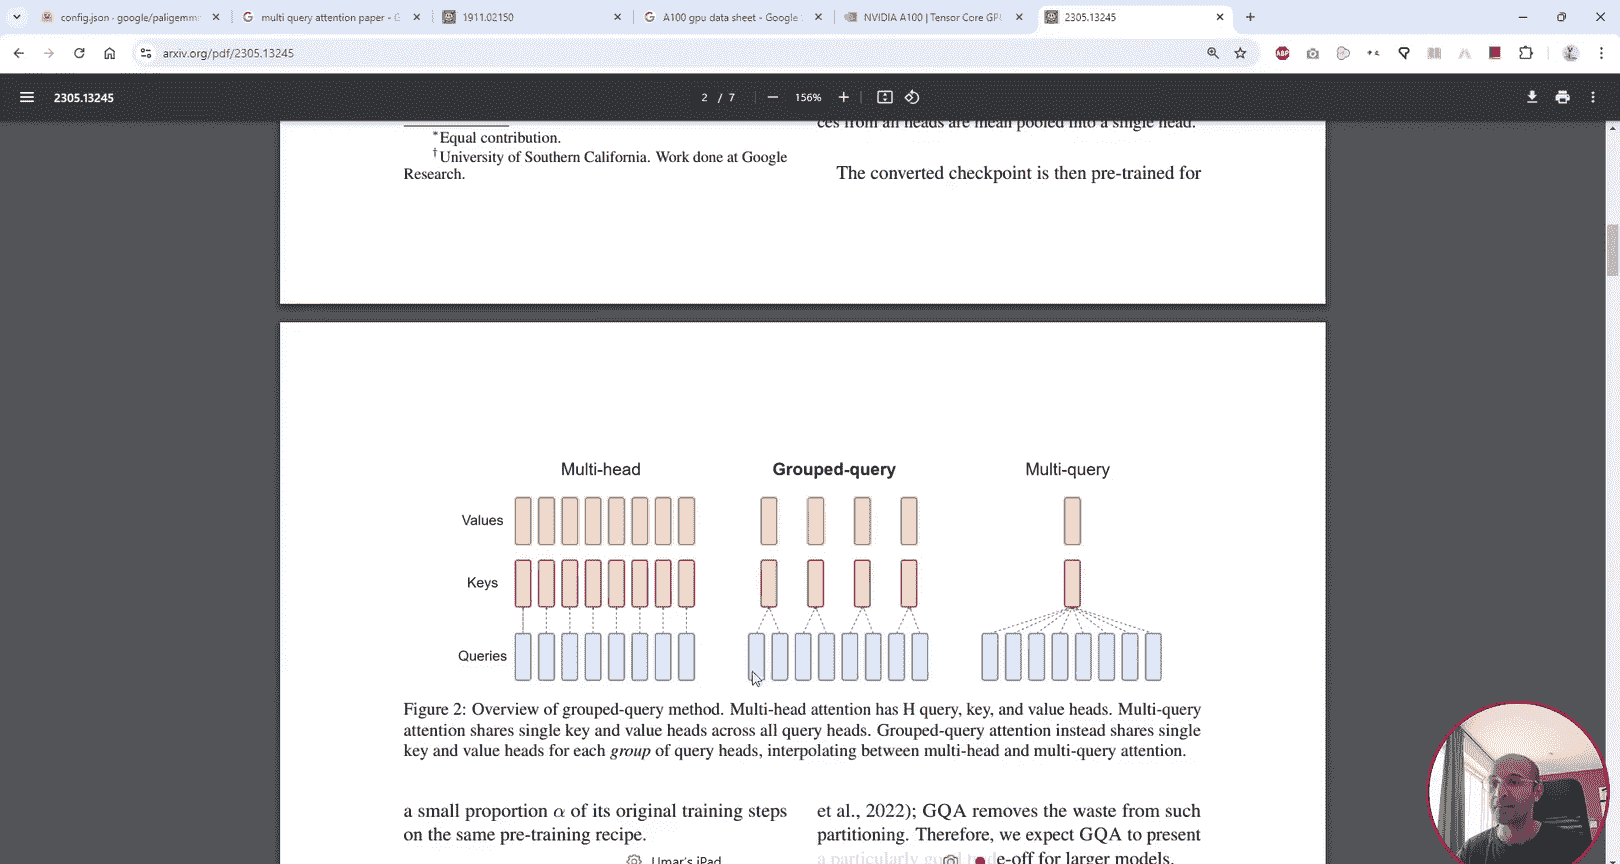 config.json · google/paligemm
multi query attention paper - G
1911.02150
A100 gpu data sheet - Google
NVIDIA A100 | Tensor Core GPU
2305.13245
arxiv.org/pdf/2305.13245
ABP
2305.13245
2 / 7
156%
*Equal contribution.
†University of Southern California. Work done at Google
Research.
ces from all heads are mean pooled into a single head.
The converted checkpoint is then pre-trained for
Multi-head
Grouped-query
Multi-query
Values
Keys
Queries
Figure 2: Overview of grouped-query method. Multi-head attention has H query, key, and value heads. Multi-query
attention shares single key and value heads across all query heads. Grouped-query attention instead shares single
key and value heads for each group of query heads, interpolating between multi-head and multi-query attention.
a small proportion α of its original training steps
on the same pre-training recipe.
et al., 2022); GQA removes the waste from such
partitioning. Therefore, we expect GQA to present
a particularly good trade-off for larger models.
Umar's iPad